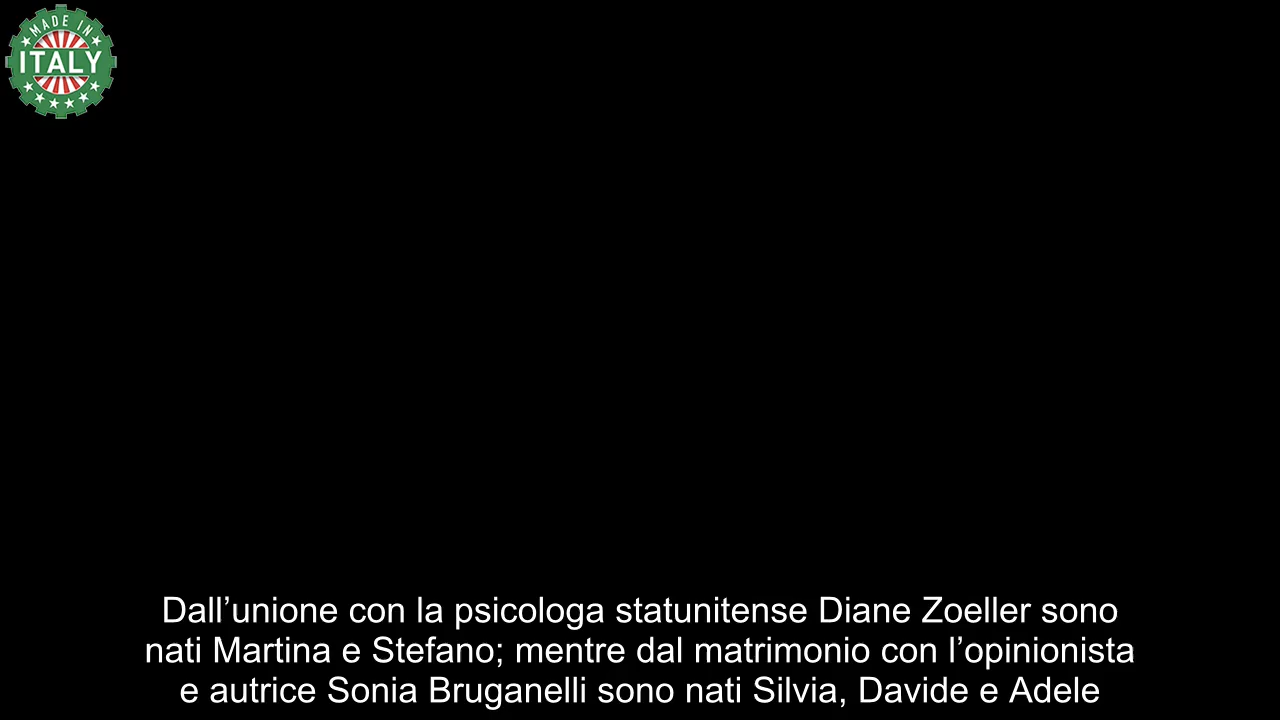 MADE IN
ITALY
Dall’unione con la psicologa statunitense Diane Zoeller sono
nati Martina e Stefano; mentre dal matrimonio con l’opinionista
e autrice Sonia Bruganelli sono nati Silvia, Davide e Adele